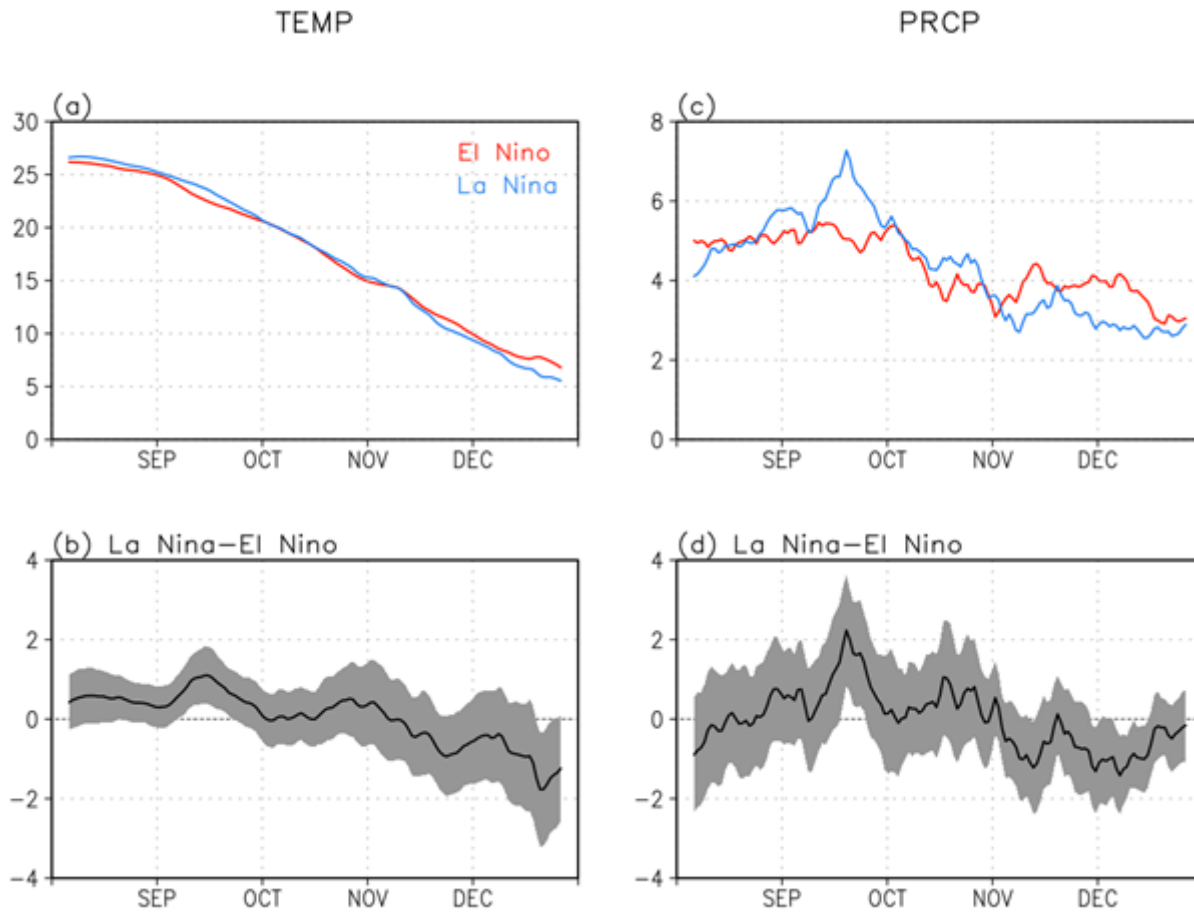 TEMP
PRCP
(a)
30
25
20
15
10
5
0
El Nino
La Nina
SEP OCT NOV DEC
(c)
8
6
4
2
0
SEP OCT NOV DEC
(b) La Nina-El Nino
4
2
0
-2
-4
SEP OCT NOV DEC
(d) La Nina-El Nino
4
2
0
-2
-4
SEP OCT NOV DEC